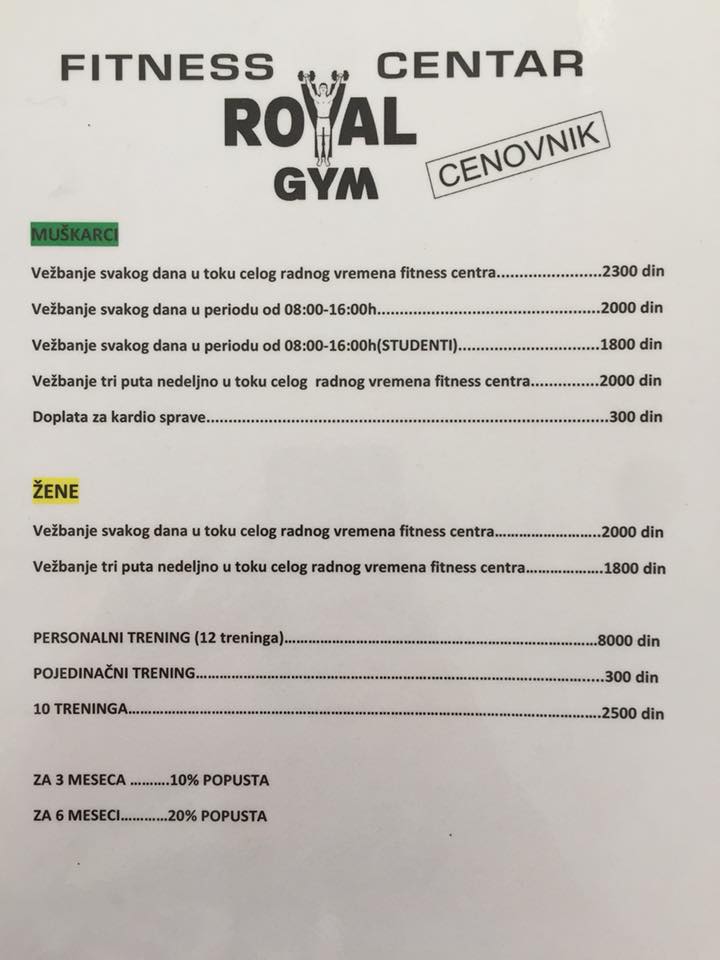 FITNESS CENTAR
ROYAL
GYM
CENOVNIK
MUŠKARCI
Vežbanje svakog dana u toku celog radnog vremena fitness centra.......................2300 din
Vežbanje svakog dana u periodu od 08:00-16:00h.................................................2000 din
Vežbanje svakog dana u periodu od 08:00-16:00h(STUDENTI)...............................1800 din
Vežbanje tri puta nedeljno u toku celog  radnog vremena fitness centra...............2000 din
Doplata za kardio sprave.........................................................................................300 din
ŽENE
Vežbanje svakog dana u toku celog radnog vremena fitness centra……………………..2000 din
Vežbanje tri puta nedeljno u toku celog radnog vremena fitness centra……………….1800 din
PERSONALNI TRENING (12 treninga)……………………………………………………………………8000 din
POJEDINAČNI TRENING………………………………………………………………………………………..300 din
10 TRENINGA………………………………………………………………………………………………………2500 din
ZA 3 MESECA ……….10% POPUSTA
ZA 6 MESECI…………20% POPUSTA